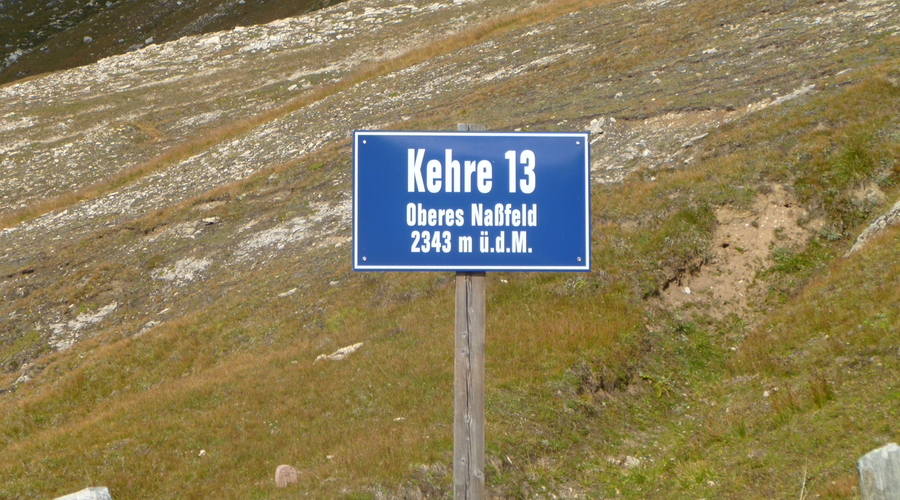 Kehre 13
Oberes Naßfeld
2343 m ü.d.M.